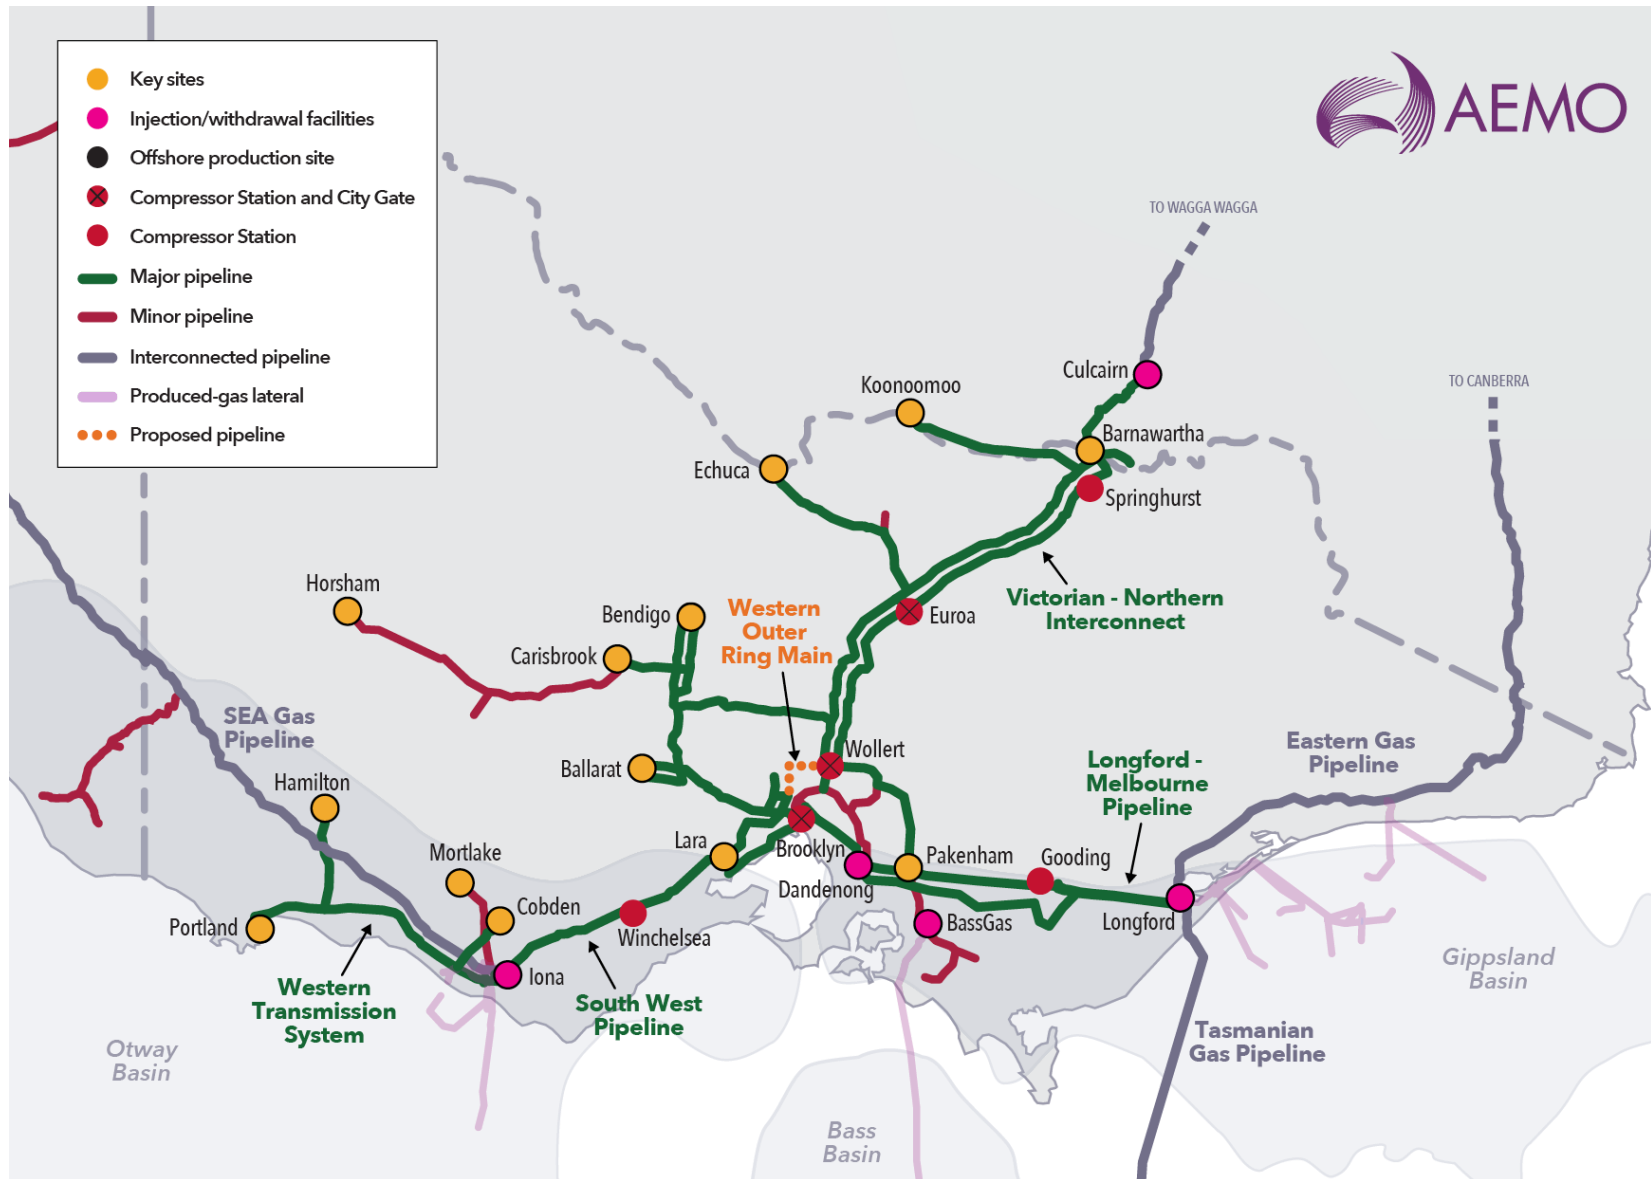 Key sites
Injection/withdrawal facilities
Offshore production site
Compressor Station and City Gate
Compressor Station
Major pipeline
Minor pipeline
Interconnected pipeline
Produced-gas lateral
Proposed pipeline
AEMO
TO WAGGA WAGGA
TO CANBERRA
Culcairn
Koonoomoo
Barnawartha
Echuca
Springhurst
Horsham
Bendigo
Western
Outer
Ring Main
Euroa
Victorian - Northern
Interconnect
Carisbrook
SEA Gas
Pipeline
Wollert
Eastern Gas
Pipeline
Ballarat
Longford -
Melbourne
Pipeline
Hamilton
Lara
Brooklyn
Mortlake
Pakenham
Gooding
Dandenong
Cobden
Portland
Winchelsea
BassGas
Longford
Iona
Gippsland
Basin
Western
Transmission
System
South West
Pipeline
Tasmanian
Gas Pipeline
Otway
Basin
Bass
Basin